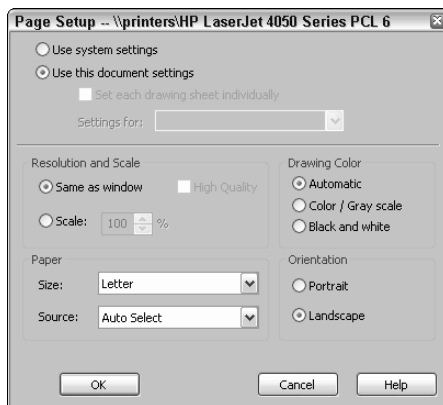 Page Setup -- \\printers\HP LaserJet 4050 Series PCL 6
Use system settings
Use this document settings
Set each drawing sheet individually
Settings for:
Resolution and Scale
Same as window
High Quality
Scale:
100
%
Drawing Color
Automatic
Color / Gray scale
Black and white
Paper
Size:
Letter
Source:
Auto Select
Orientation
Portrait
Landscape
OK
Cancel
Help